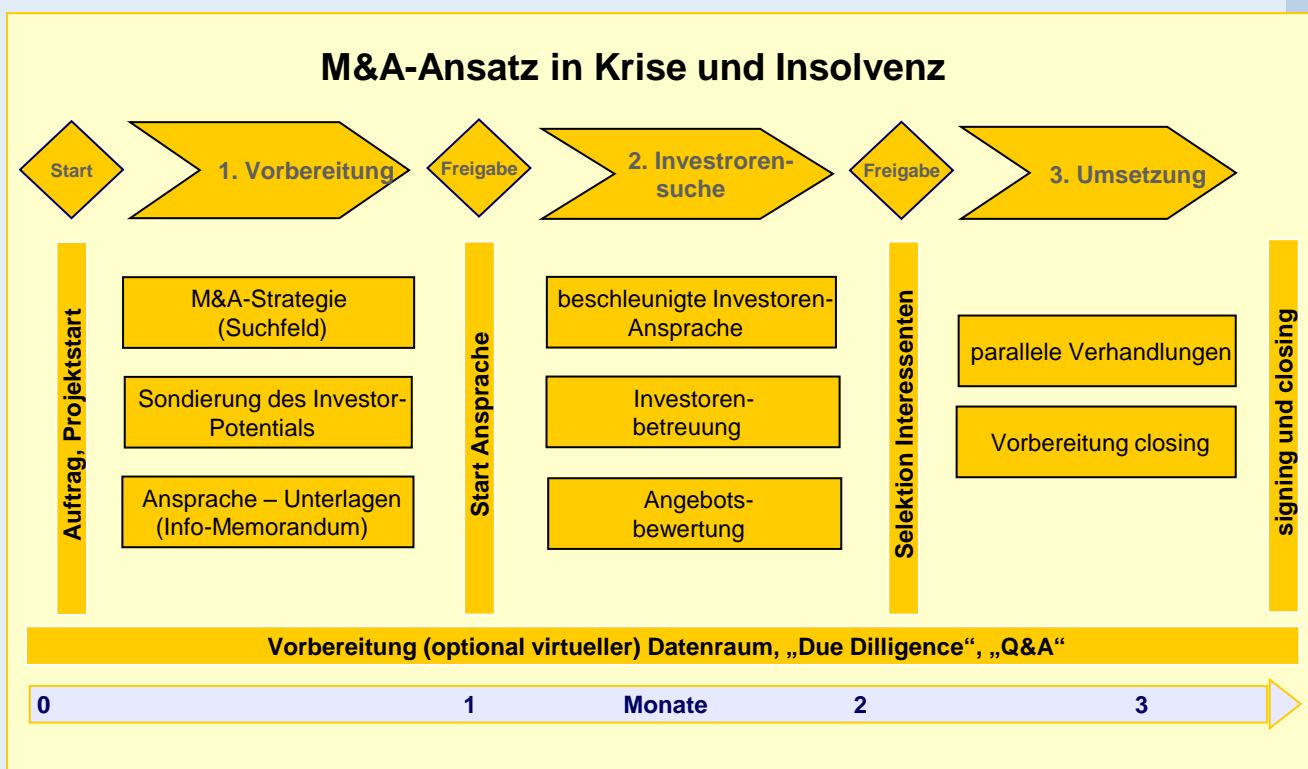 M&A-Ansatz in Krise und Insolvenz
Start
1. Vorbereitung
Freigabe
2. Investroren-
suche
Freigabe
3. Umsetzung
Auftrag, Projektstart
M&A-Strategie
(Suchfeld)
Sondierung des Investor-
Potentials
Ansprache – Unterlagen
(Info-Memorandum)
Start Ansprache
beschleunigte Investoren-
Ansprache
Investoren-
betreuung
Angebots-
bewertung
Selektion Interessenten
parallele Verhandlungen
Vorbereitung closing
signing und closing
Vorbereitung (optional virtueller) Datenraum, „Due Dilligence“, „Q&A“
0 1 Monate 2 3